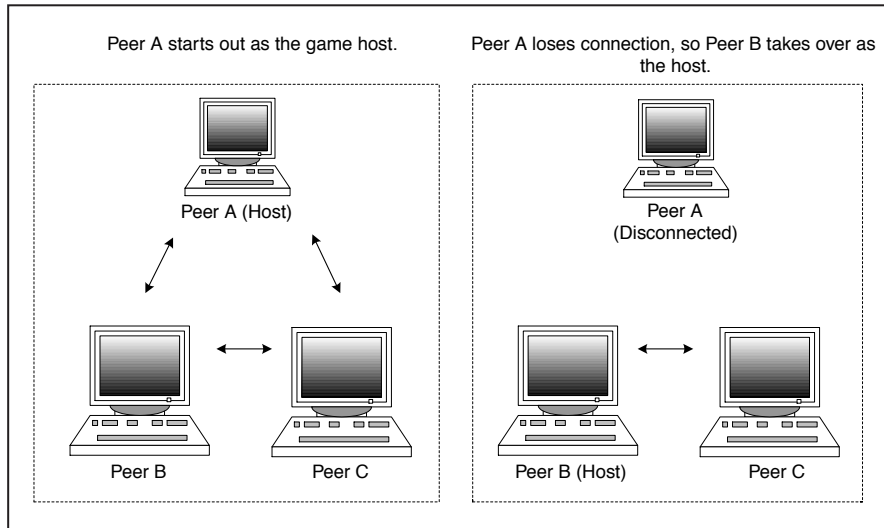 Peer A starts out as the game host.
Peer A (Host)
Peer B
Peer C
Peer A loses connection, so Peer B takes over as
the host.
Peer A
(Disconnected)
Peer B (Host)
Peer C